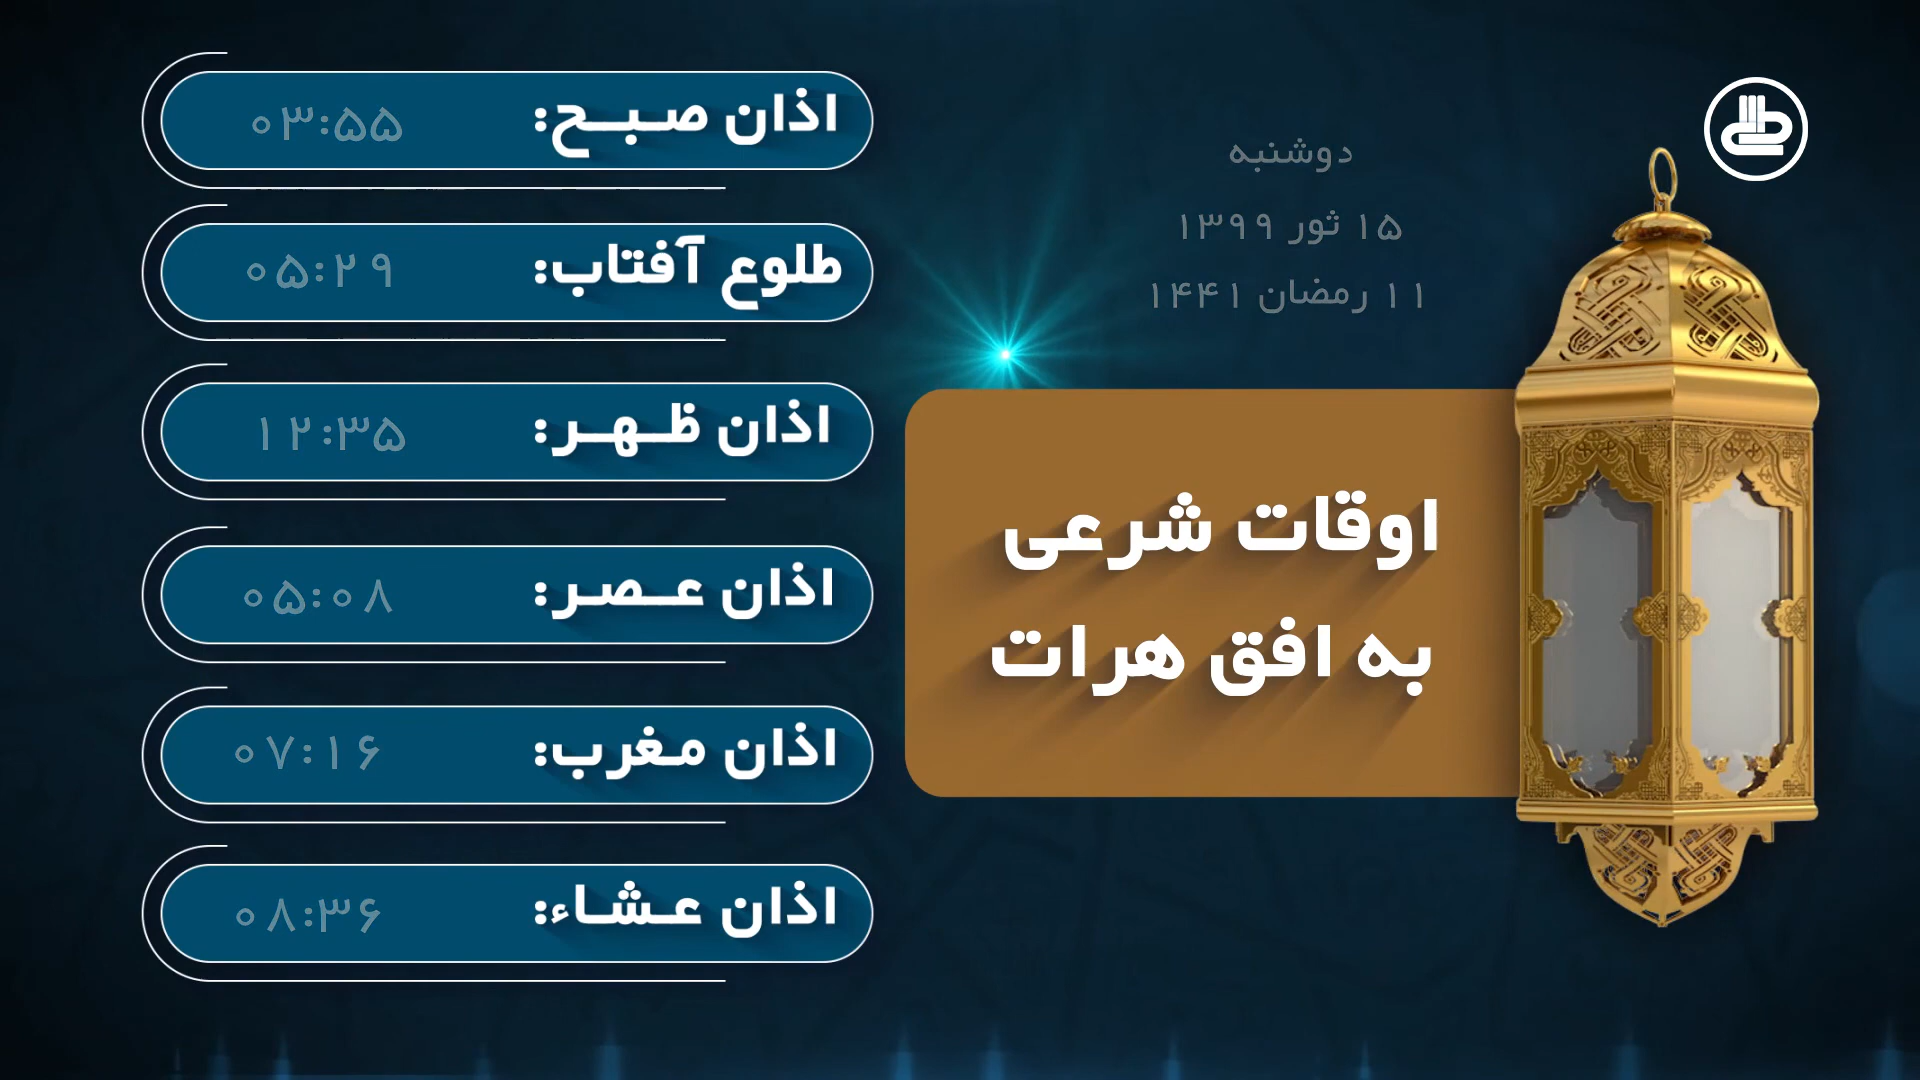 دوشنبه
۱۵ ثور ۱۳۹۹
۱۱ رمضان ۱۴۴۱
اوقات شرعی
به افق هرات
اذان صبح: ۰۳:۵۵
طلوع آفتاب: ۰۵:۲۹
اذان ظهر: ۱۲:۳۵
اذان عصر: ۰۵:۰۸
اذان مغرب: ۰۷:۱۶
اذان عشاء: ۰۸:۳۶